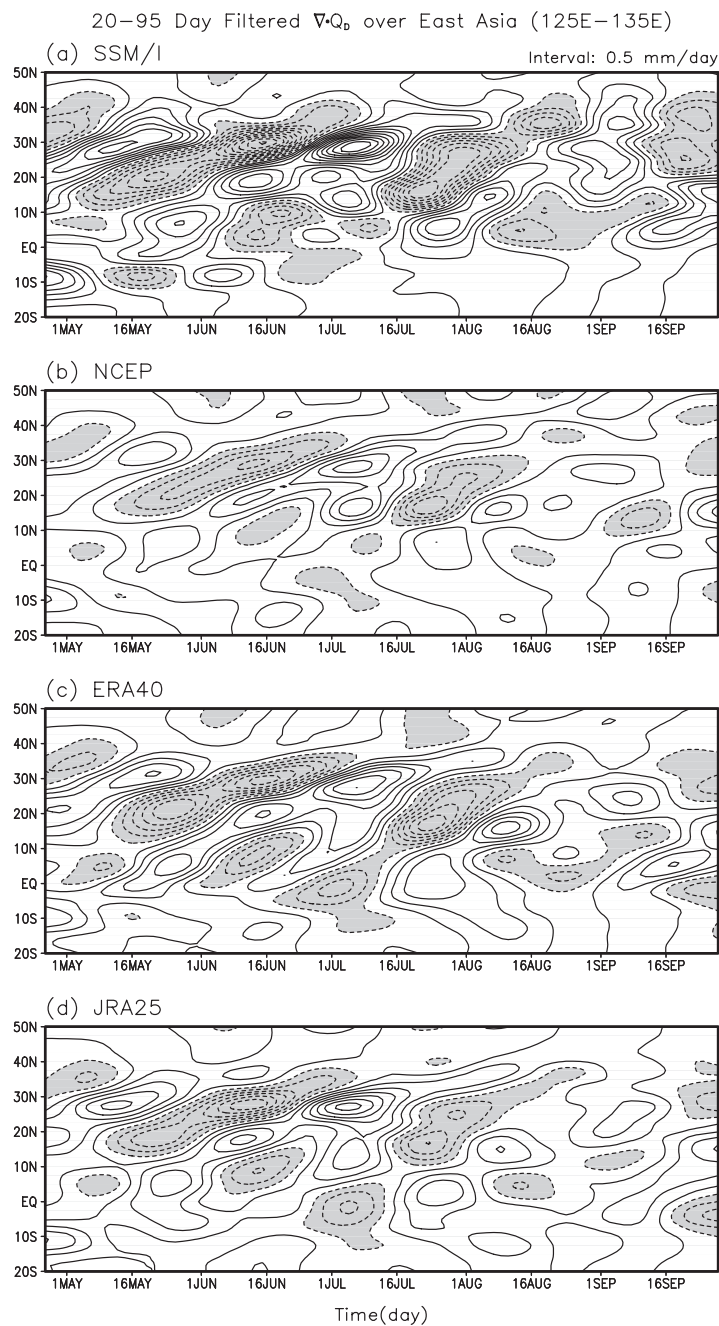 20−95 Day Filtered ∇•Q_D over East Asia (125E−135E)
(a) SSM/I
Interval: 0.5 mm/day
50N
40N
30N
20N
10N
EQ
10S
20S
1MAY 16MAY 1JUN 16JUN 1JUL 16JUL 1AUG 16AUG 1SEP 16SEP
(b) NCEP
50N
40N
30N
20N
10N
EQ
10S
20S
1MAY 16MAY 1JUN 16JUN 1JUL 16JUL 1AUG 16AUG 1SEP 16SEP
(c) ERA40
50N
40N
30N
20N
10N
EQ
10S
20S
1MAY 16MAY 1JUN 16JUN 1JUL 16JUL 1AUG 16AUG 1SEP 16SEP
(d) JRA25
50N
40N
30N
20N
10N
EQ
10S
20S
1MAY 16MAY 1JUN 16JUN 1JUL 16JUL 1AUG 16AUG 1SEP 16SEP
Time(day)